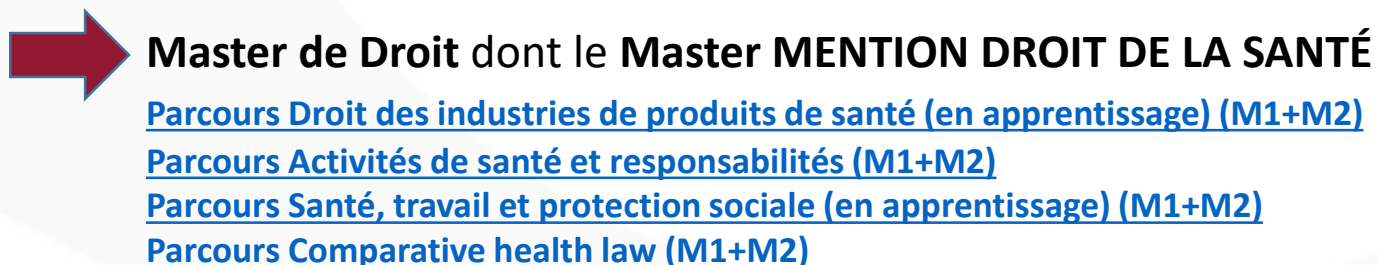 Master de Droit dont le Master MENTION DROIT DE LA SANTÉ
Parcours Droit des industries de produits de santé (en apprentissage) (M1+M2)
Parcours Activités de santé et responsabilités (M1+M2)
Parcours Santé, travail et protection sociale (en apprentissage) (M1+M2)
Parcours Comparative health law (M1+M2)